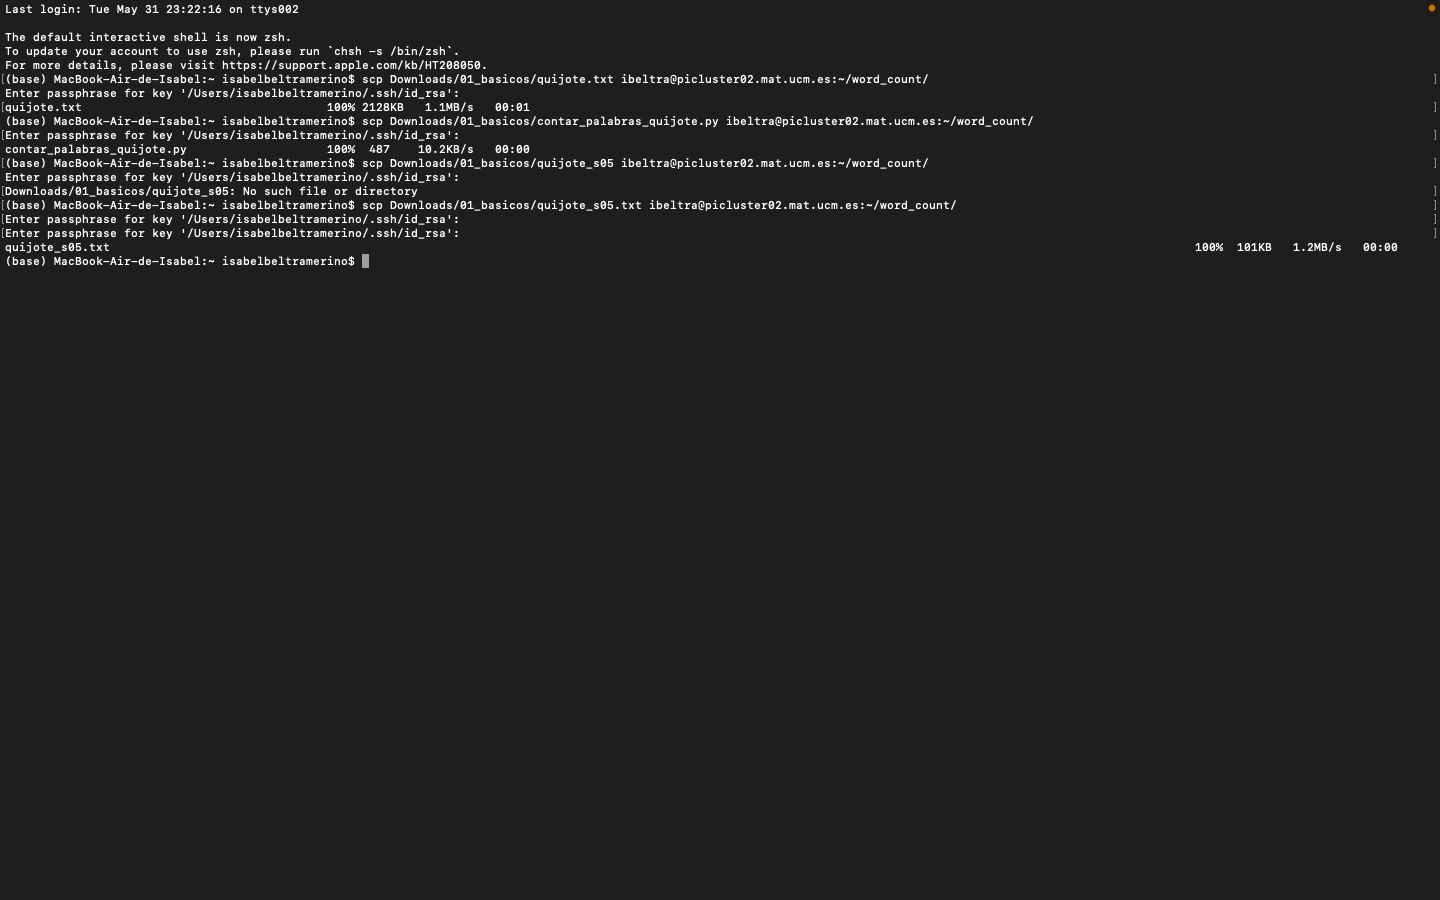 Last login: Tue May 31 23:22:16 on ttys002
The default interactive shell is now zsh.
To update your account to use zsh, please run `chsh -s /bin/zsh`.
For more details, please visit https://support.apple.com/kb/HT208050.
[(base) MacBook-Air-de-Isabel:~ isabelbeltramerino$ scp Downloads/01_basicos/quijote.txt ibeltra@picluster02.mat.ucm.es:~/word_count/ ]
Enter passphrase for key '/Users/isabelbeltramerino/.ssh/id_rsa':
[quijote.txt 100% 2128KB 1.1MB/s 00:01 ]
(base) MacBook-Air-de-Isabel:~ isabelbeltramerino$ scp Downloads/01_basicos/contar_palabras_quijote.py ibeltra@picluster02.mat.ucm.es:~/word_count/
[Enter passphrase for key '/Users/isabelbeltramerino/.ssh/id_rsa': ]
contar_palabras_quijote.py 100% 487 10.2KB/s 00:00
[(base) MacBook-Air-de-Isabel:~ isabelbeltramerino$ scp Downloads/01_basicos/quijote_s05 ibeltra@picluster02.mat.ucm.es:~/word_count/ ]
Enter passphrase for key '/Users/isabelbeltramerino/.ssh/id_rsa':
[Downloads/01_basicos/quijote_s05: No such file or directory ]
[(base) MacBook-Air-de-Isabel:~ isabelbeltramerino$ scp Downloads/01_basicos/quijote_s05.txt ibeltra@picluster02.mat.ucm.es:~/word_count/ ]
[Enter passphrase for key '/Users/isabelbeltramerino/.ssh/id_rsa': ]
[Enter passphrase for key '/Users/isabelbeltramerino/.ssh/id_rsa': ]
quijote_s05.txt 100% 101KB 1.2MB/s 00:00
(base) MacBook-Air-de-Isabel:~ isabelbeltramerino$